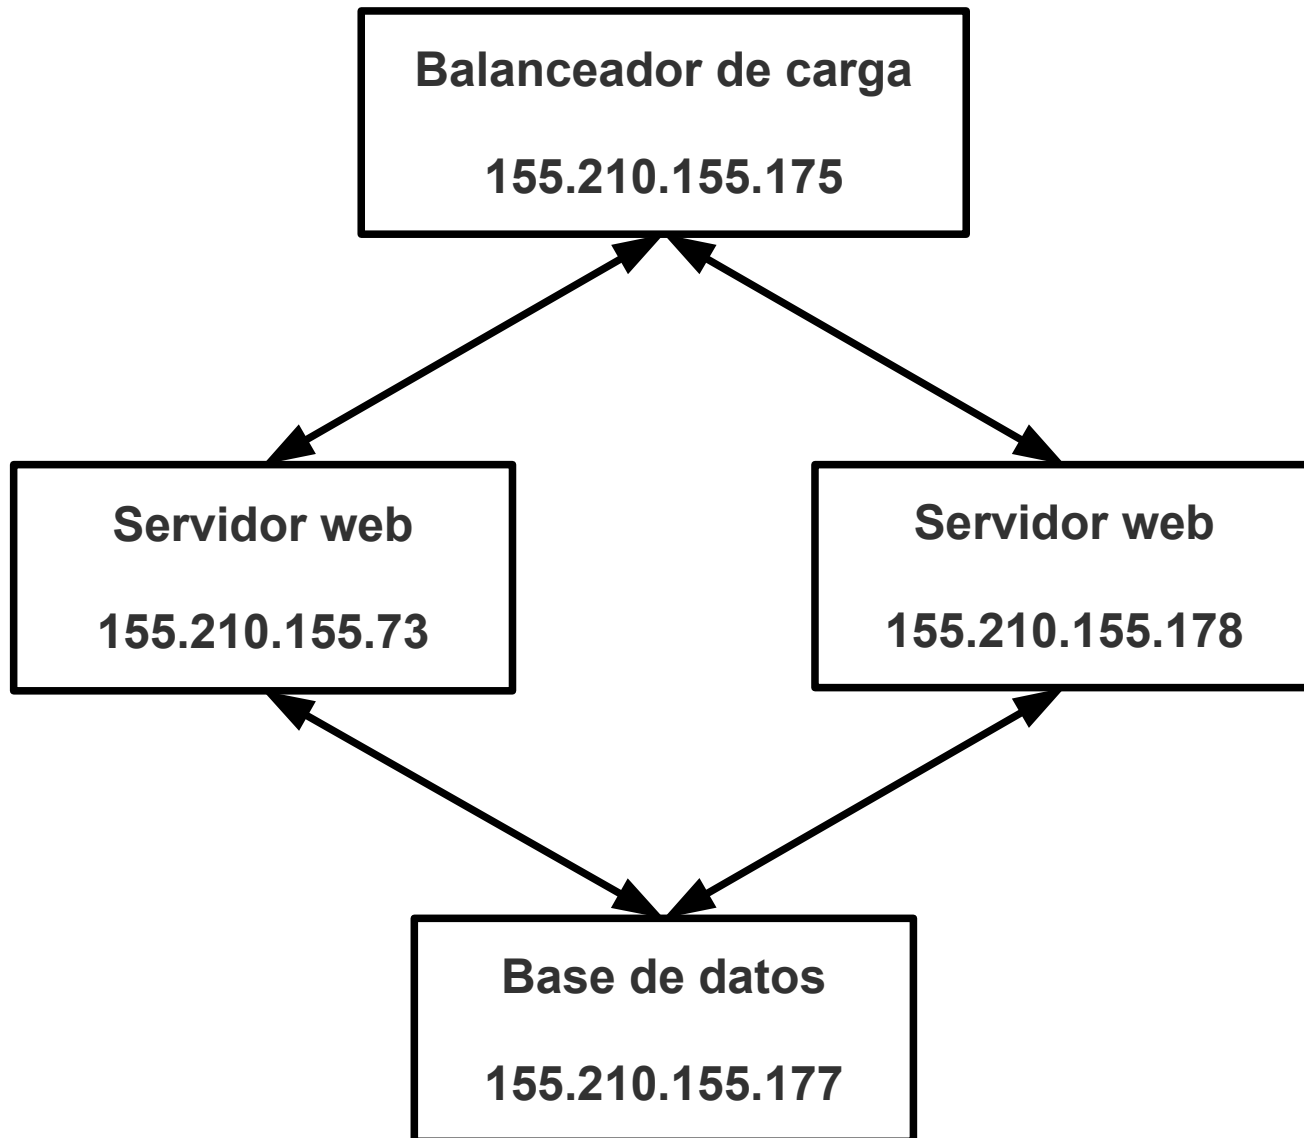 Balanceador de carga
155.210.155.175
Servidor web
155.210.155.73
Servidor web
155.210.155.178
Base de datos
155.210.155.177